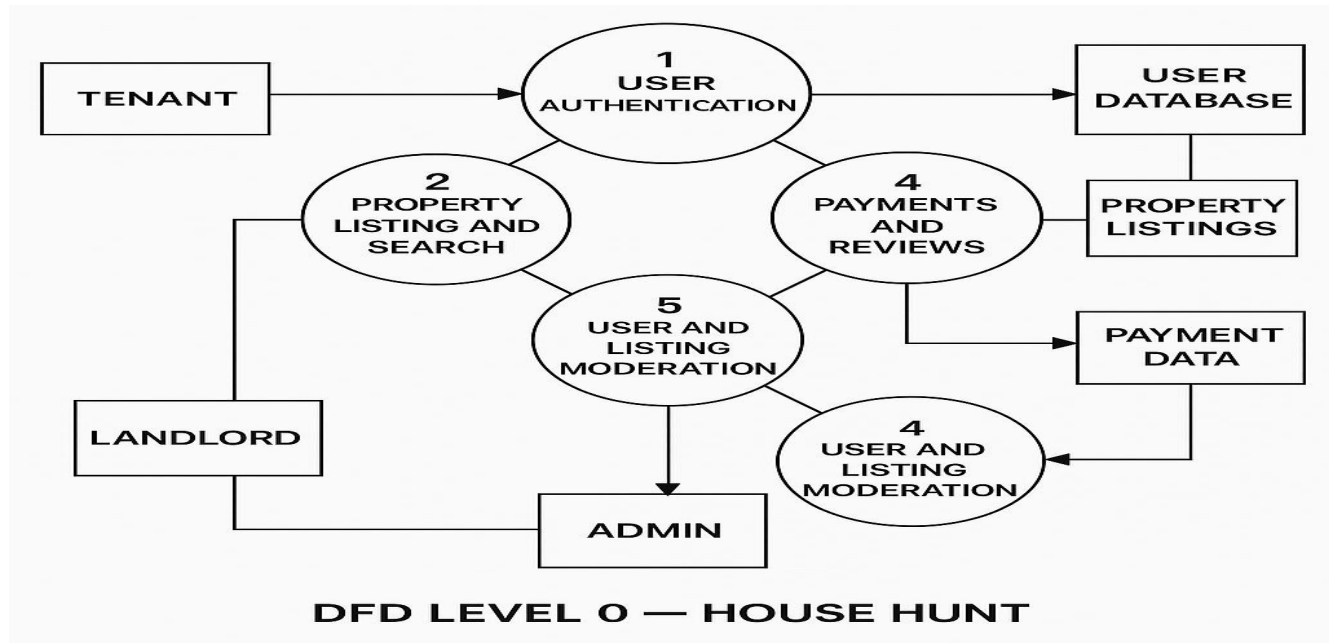 TENANT
1
USER
AUTHENTICATION
USER
DATABASE
2
PROPERTY
LISTING AND
SEARCH
4
PAYMENTS
AND
REVIEWS
PROPERTY
LISTINGS
5
USER AND
LISTING
MODERATION
PAYMENT
DATA
LANDLORD
4
USER AND
LISTING
MODERATION
ADMIN
DFD LEVEL 0 — HOUSE HUNT